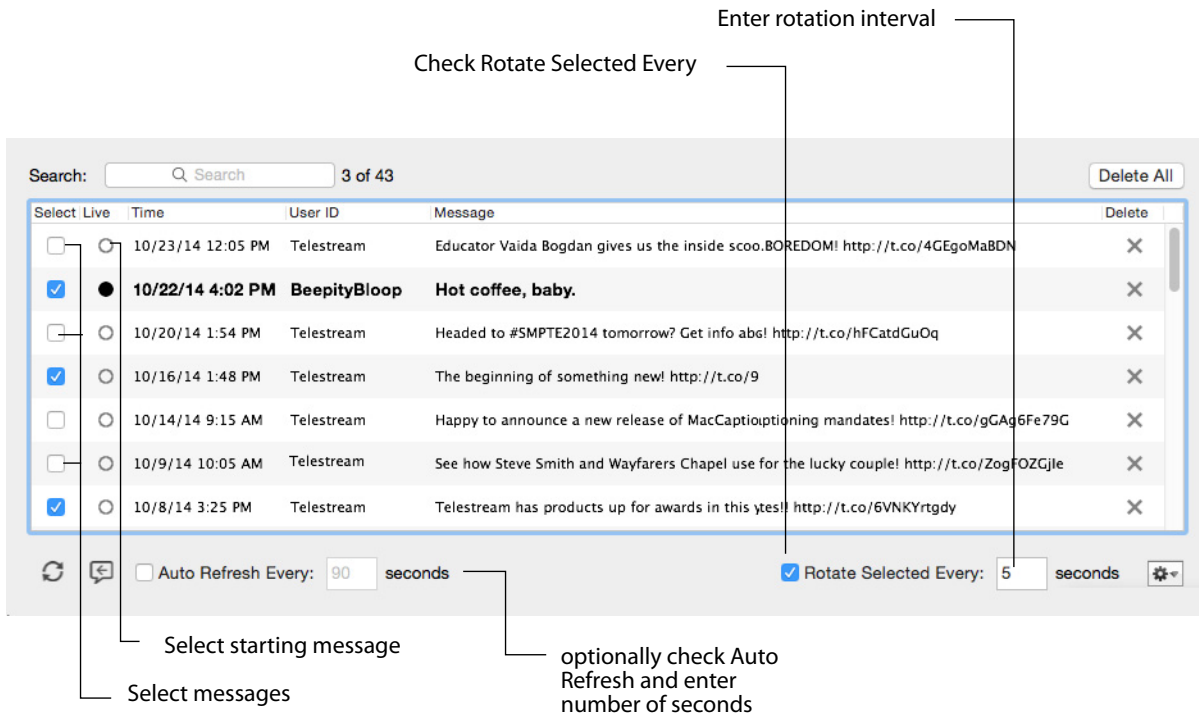 Enter rotation interval
Check Rotate Selected Every
Search: Search 3 of 43 Delete All
Select Live Time User ID Message Delete
10/23/14 12:05 PM Telestream Educator Vaida Bogdan gives us the inside scoo.BOREDOM! http://t.co/4GEgoMaBDN
10/22/14 4:02 PM BeepityBloop Hot coffee, baby.
10/20/14 1:54 PM Telestream Headed to #SMPTE2014 tomorrow? Get info abɢ! http://t.co/hFCatdGuOq
10/16/14 1:48 PM Telestream The beginning of something new! http://t.co/9
10/14/14 9:15 AM Telestream Happy to announce a new release of MacCaptiouptioning mandates! http://t.co/gGAg6Fe79G
10/9/14 10:05 AM Telestream See how Steve Smith and Wayfarers Chapel use for the lucky couple! http://t.co/ZogFOZGjIe
10/8/14 3:25 PM Telestream Telestream has products up for awards in this ytes!! http://t.co/6VNKYrtgdy
Auto Refresh Every: 90 seconds Rotate Selected Every: 5 seconds
Select starting message
Select messages
optionally check Auto
Refresh and enter
number of seconds